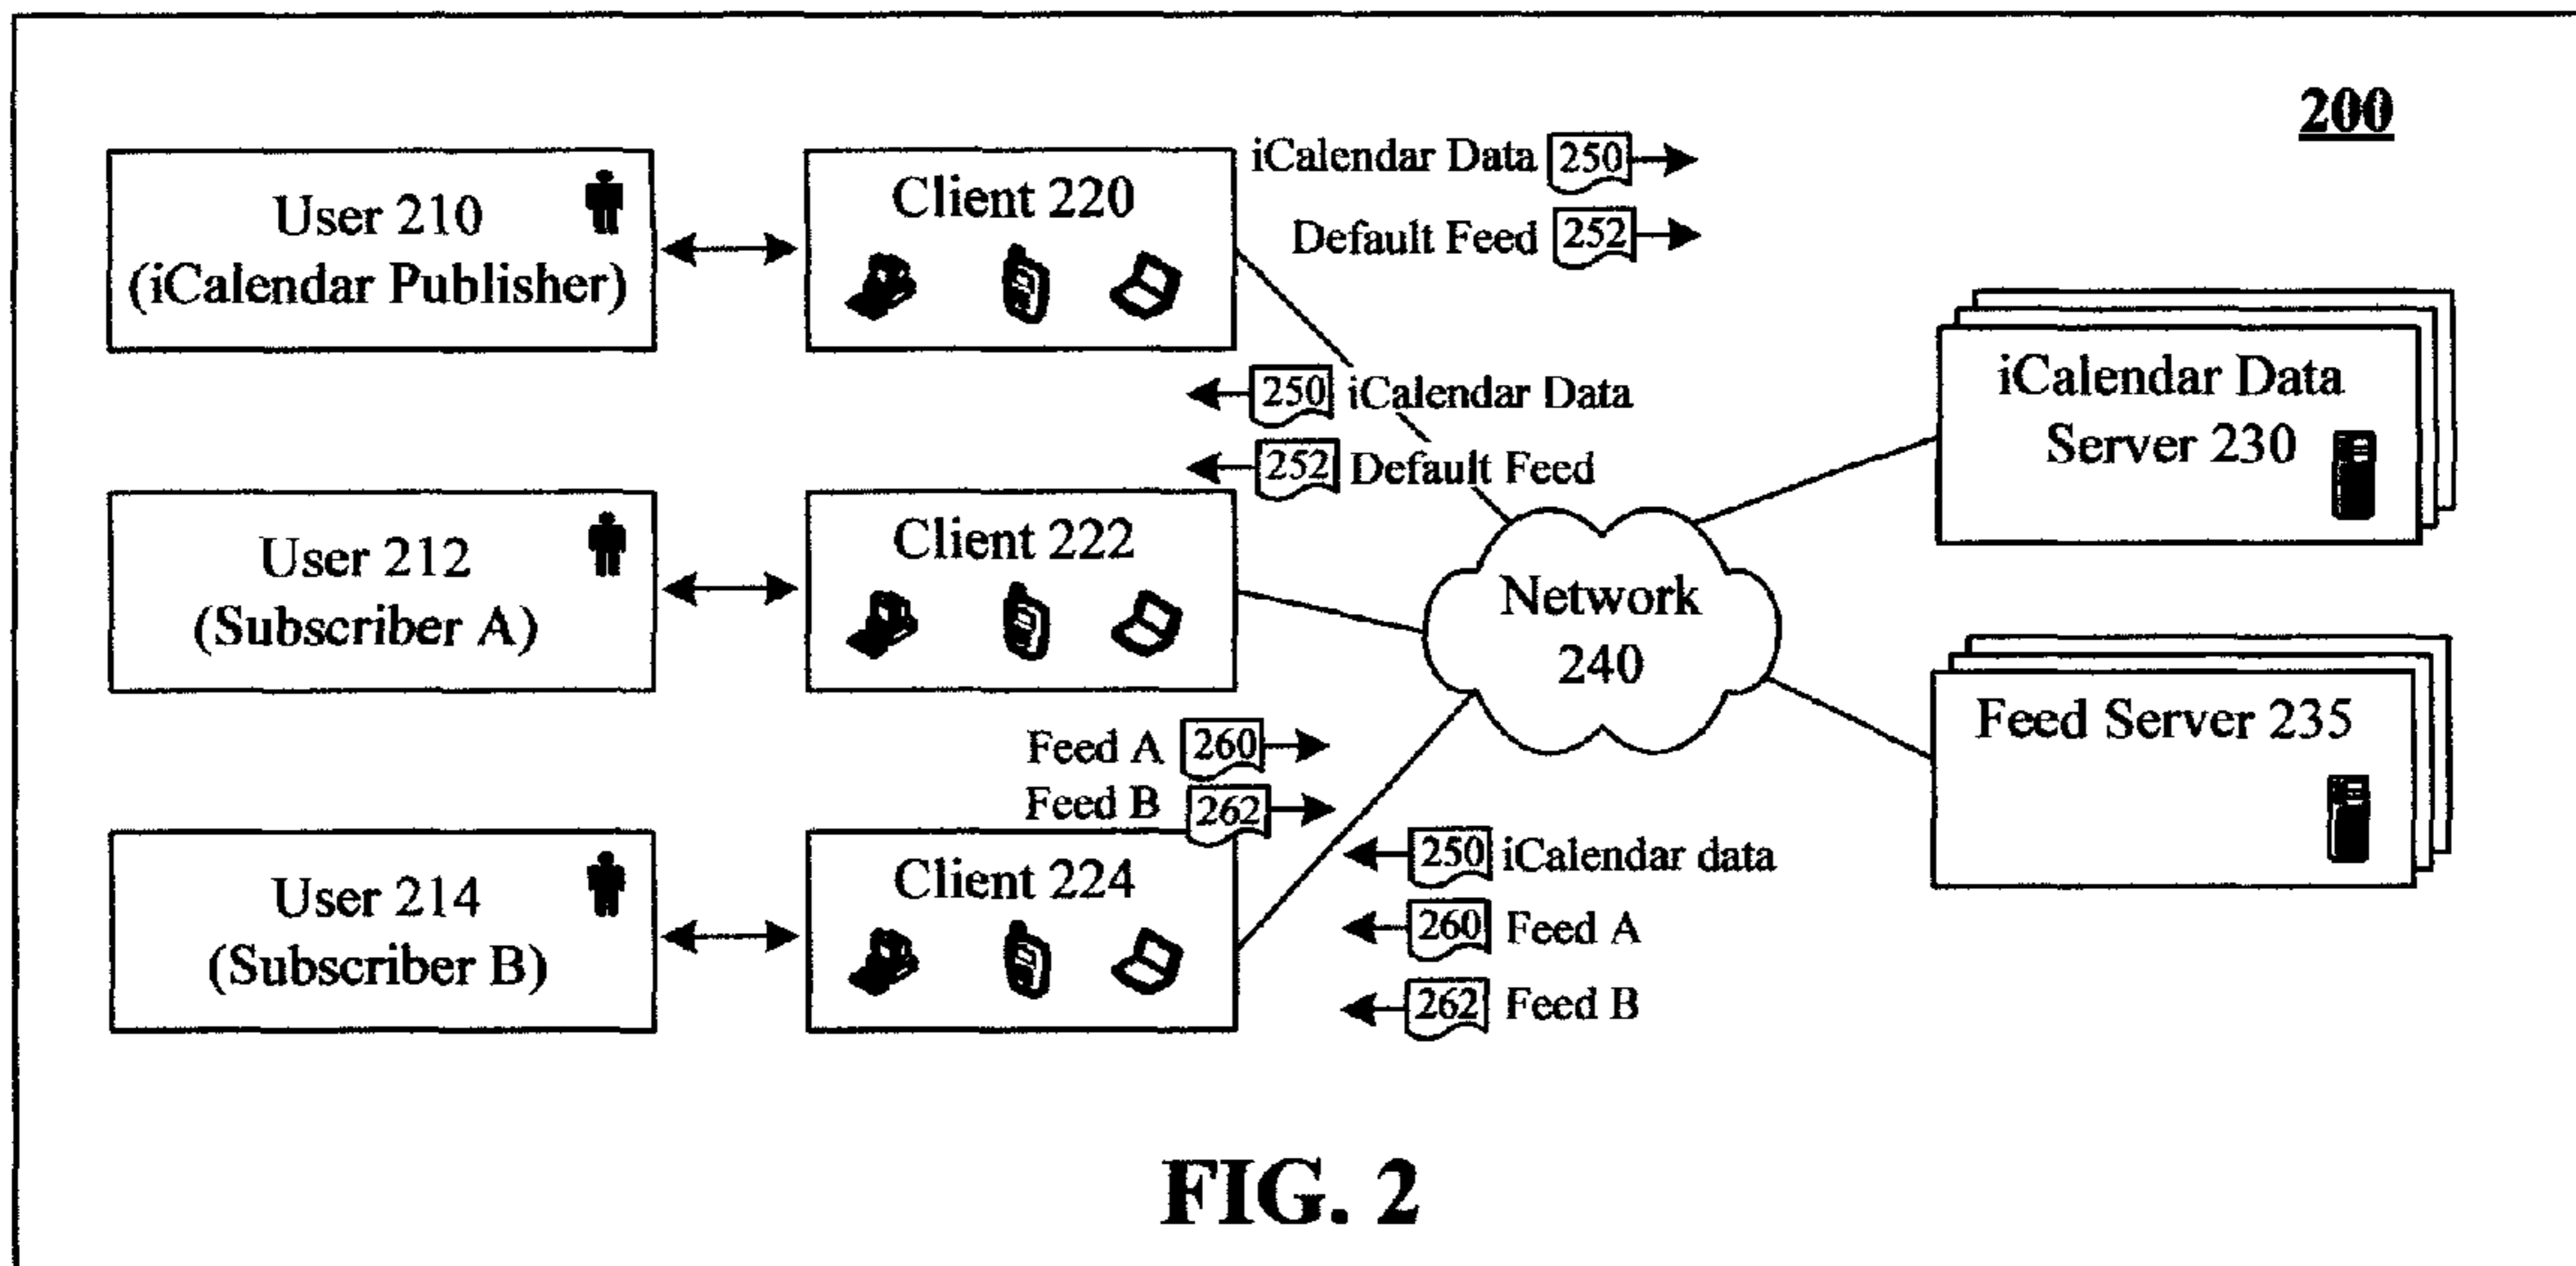 200
User 210
(iCalendar Publisher)
Client 220
iCalendar Data 250
Default Feed 252
250 iCalendar Data
252 Default Feed
iCalendar Data
Server 230
User 212
(Subscriber A)
Client 222
Network
240
Feed Server 235
Feed A 260
Feed B 262
User 214
(Subscriber B)
Client 224
250 iCalendar data
260 Feed A
262 Feed B
FIG. 2